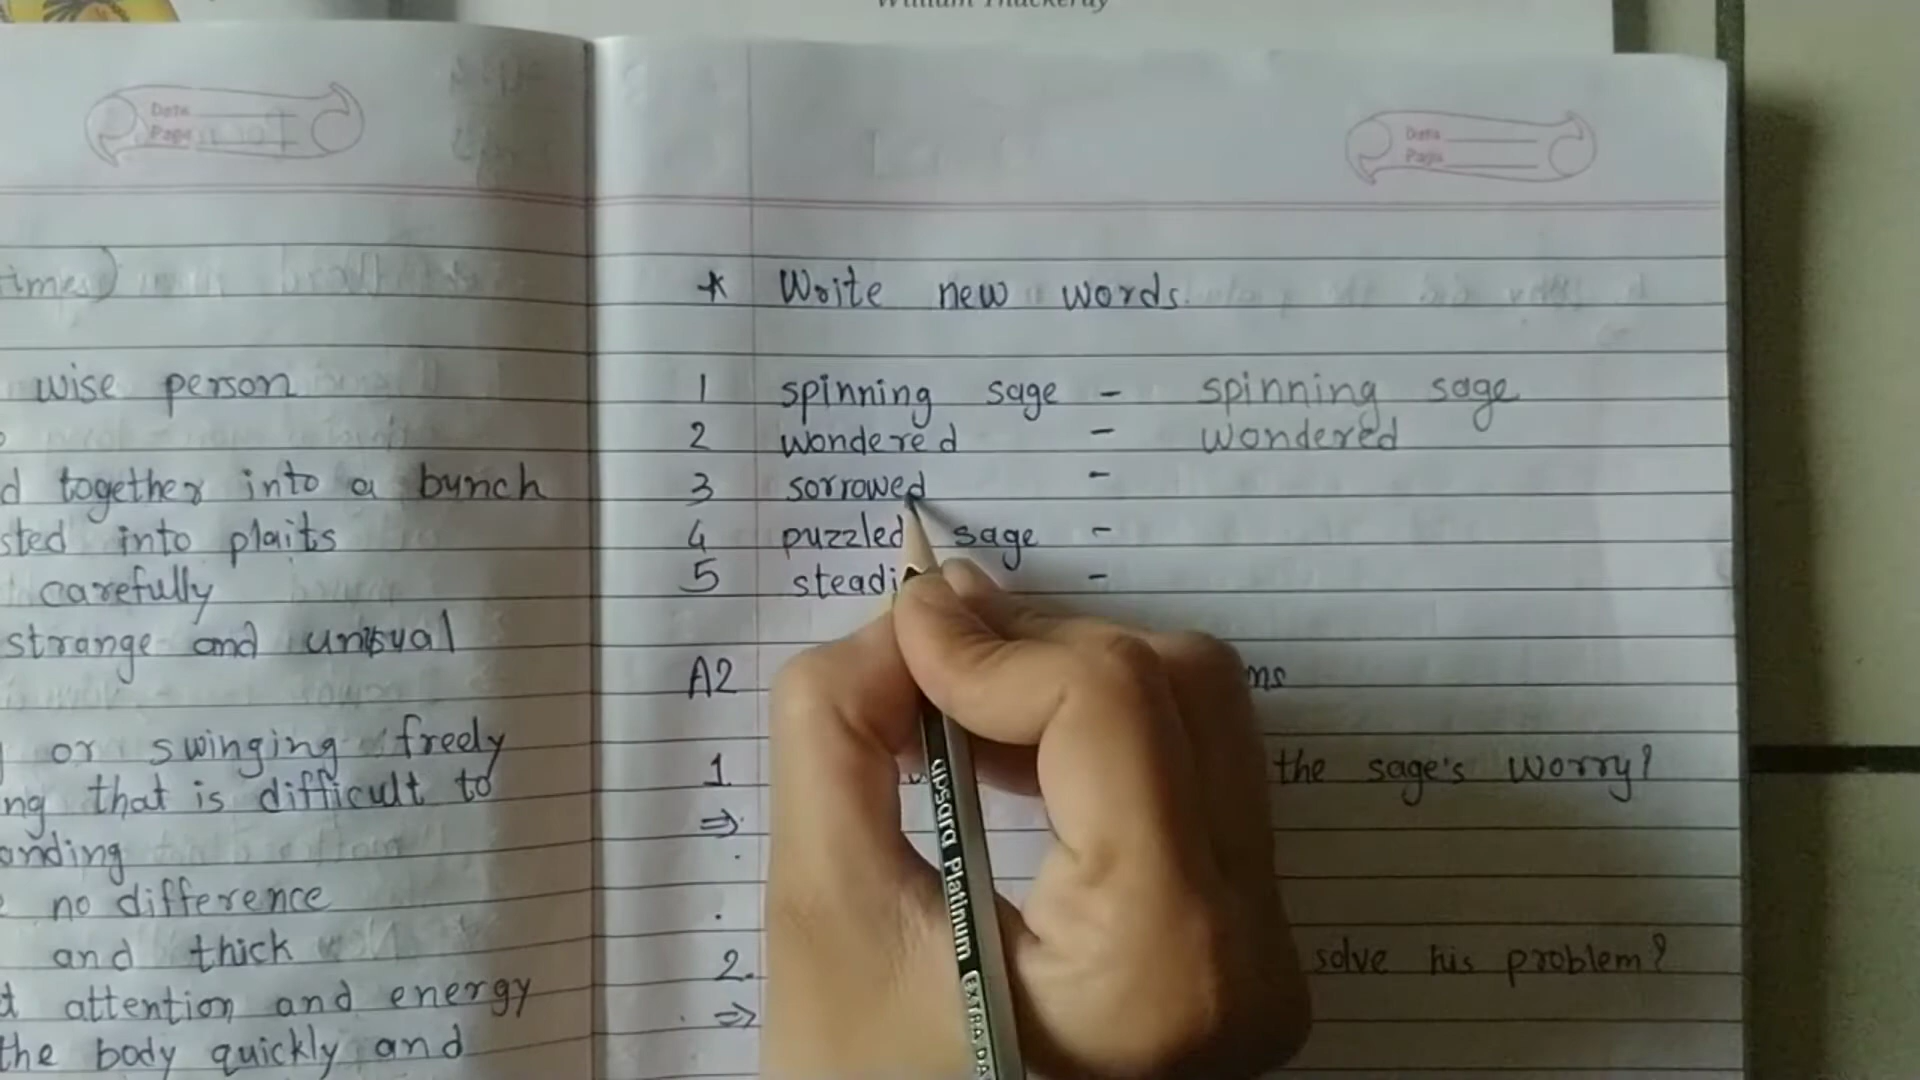 William Thackeray
Date
Page
times)
wise person
d together into a bunch
sted into plaits
carefully
strange and unusual
or swinging freely
ng that is difficult to
anding
no difference
and thick
attention and energy
the body quickly and
Date
Page
* Write new words.
1 spinning sage - spinning sage
2 wondered - wondered
3 sorrowed -
4 puzzled sage -
5 steadi -
A2 ns
1 the sage's worry?
⇒
2. solve his problem?
⇒
apsara Platinum EXTRA DA